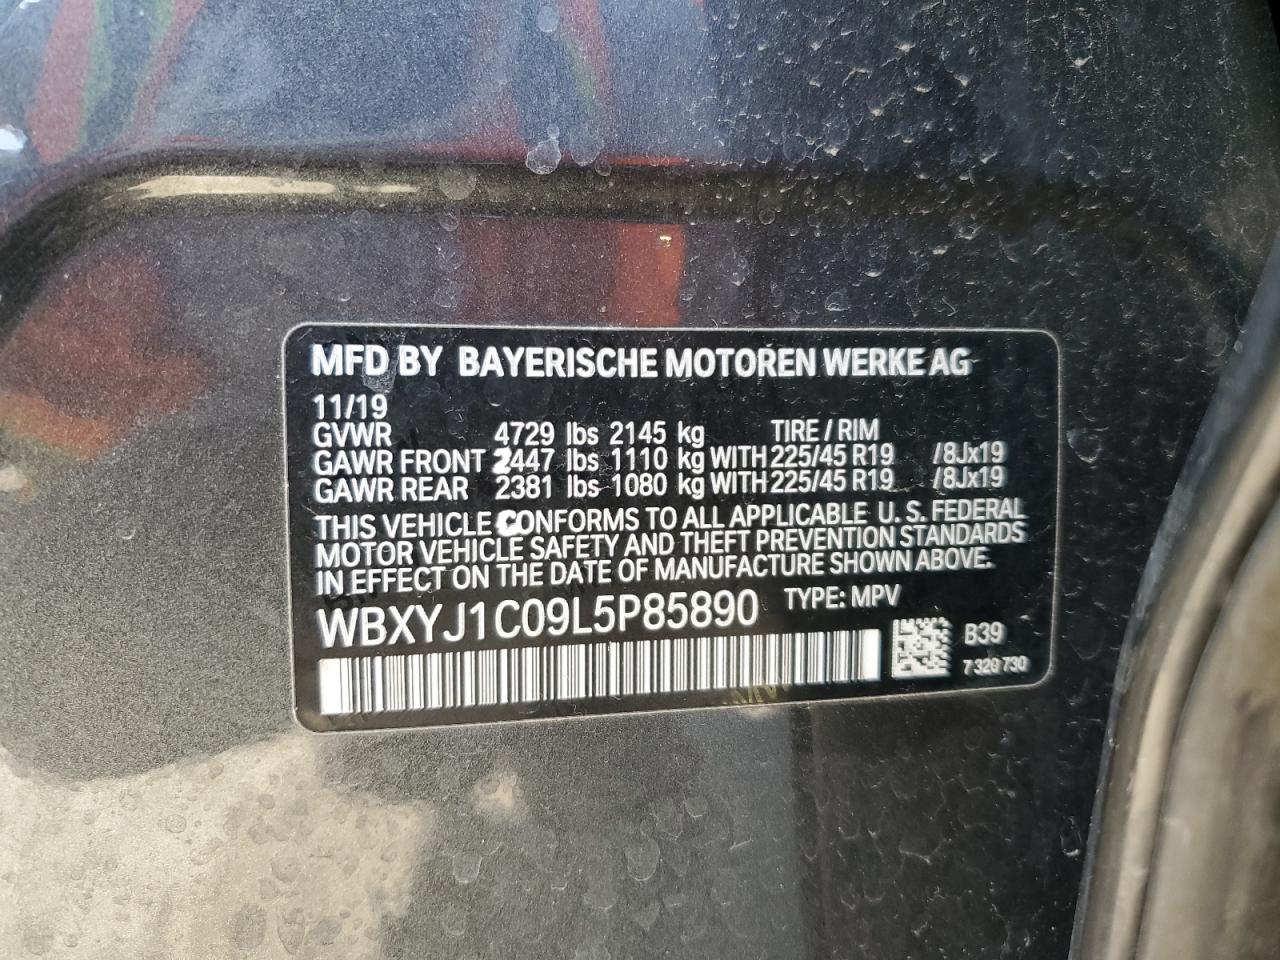 MFD BY BAYERISCHE MOTOREN WERKE AG
11/19
GVWR 4729 lbs 2145 kg TIRE / RIM
GAWR FRONT 2447 lbs 1110 kg WITH 225/45 R19 /8Jx19
GAWR REAR 2381 lbs 1080 kg WITH 225/45 R19 /8Jx19
THIS VEHICLE CONFORMS TO ALL APPLICABLE U. S. FEDERAL
MOTOR VEHICLE SAFETY AND THEFT PREVENTION STANDARDS
IN EFFECT ON THE DATE OF MANUFACTURE SHOWN ABOVE.
WBXYJ1C09L5P85890 TYPE: MPV
B39
7 320 730